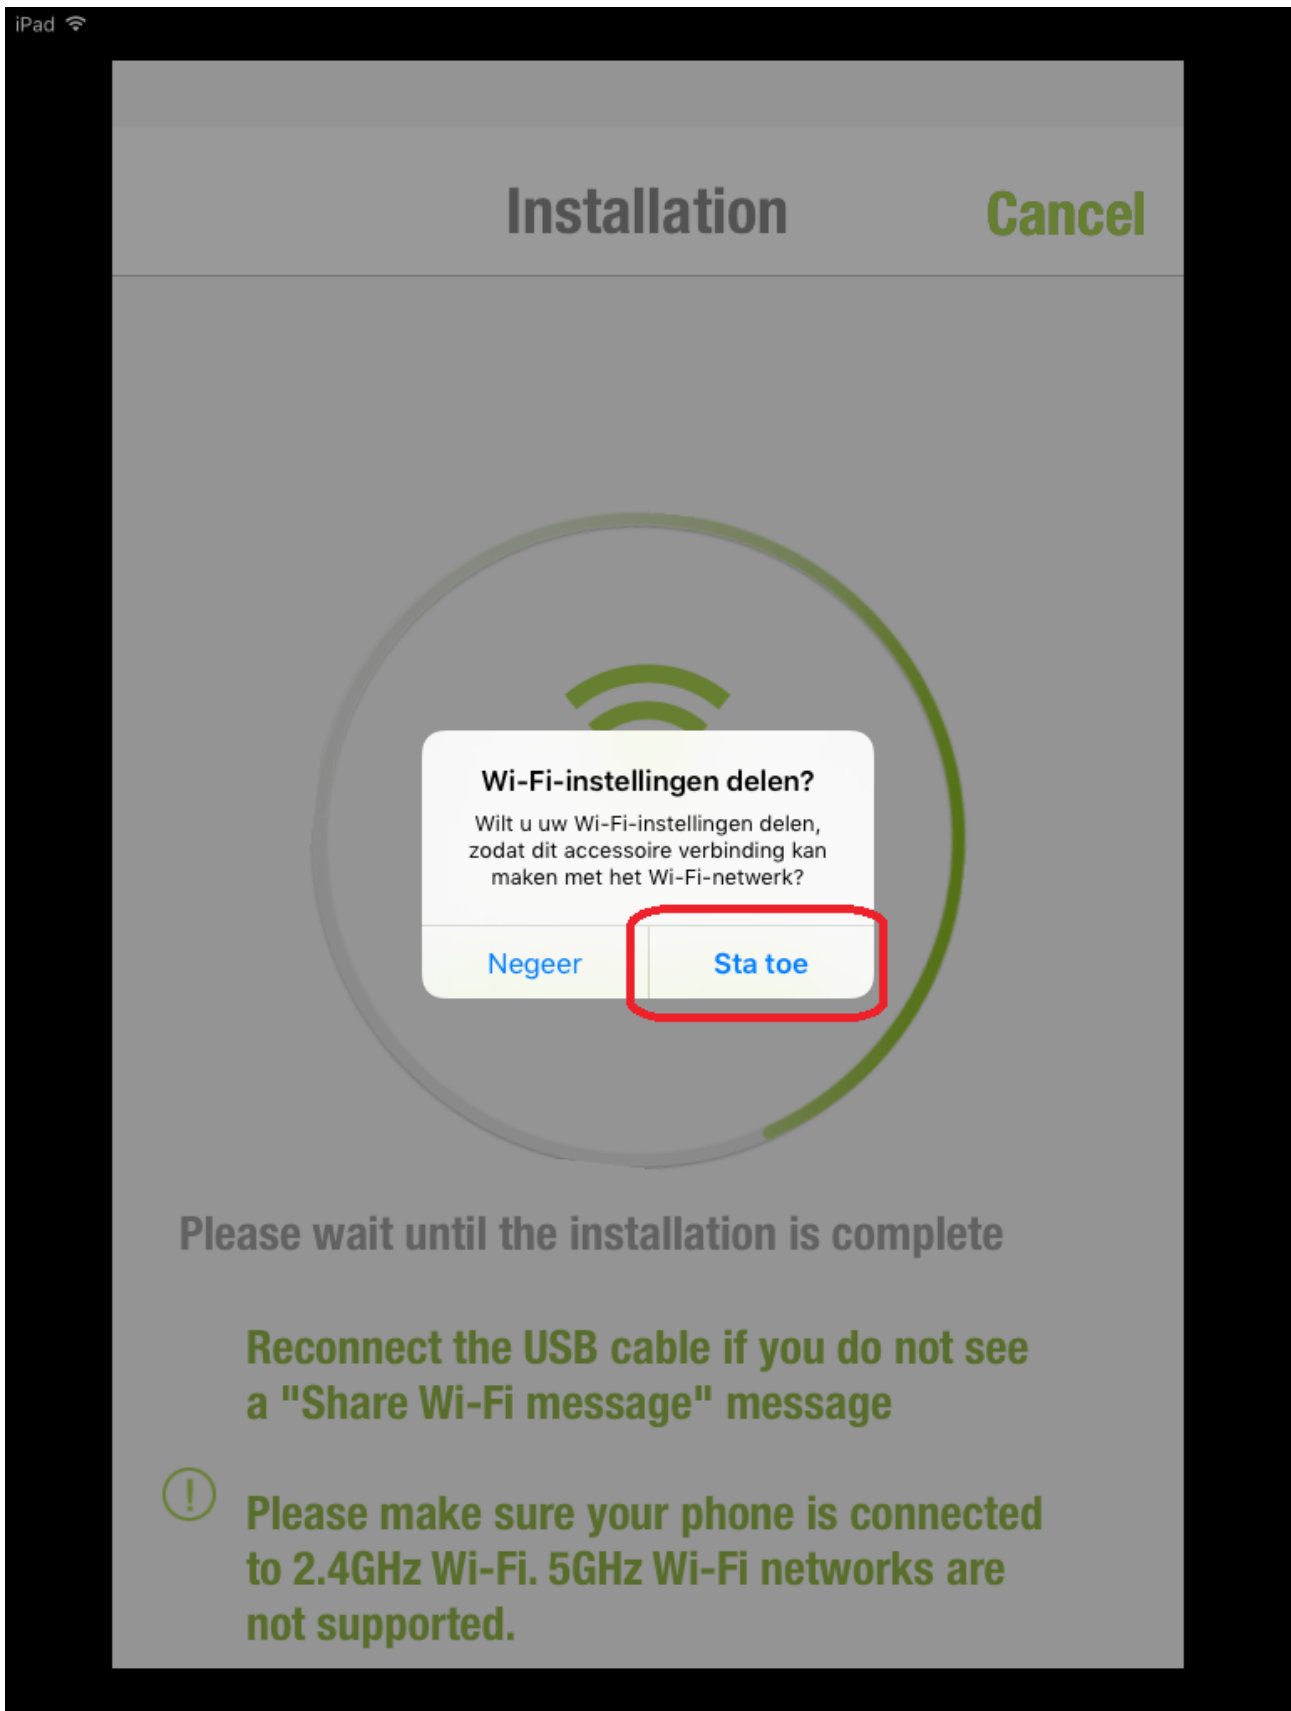 iPad
Installation
Cancel
Wi-Fi-instellingen delen?
Wilt u uw Wi-Fi-instellingen delen,
zodat dit accessoire verbinding kan
maken met het Wi-Fi-netwerk?
Negeer
Sta toe
Please wait until the installation is complete
Reconnect the USB cable if you do not see
a "Share Wi-Fi message" message
Please make sure your phone is connected
to 2.4GHz Wi-Fi. 5GHz Wi-Fi networks are
not supported.